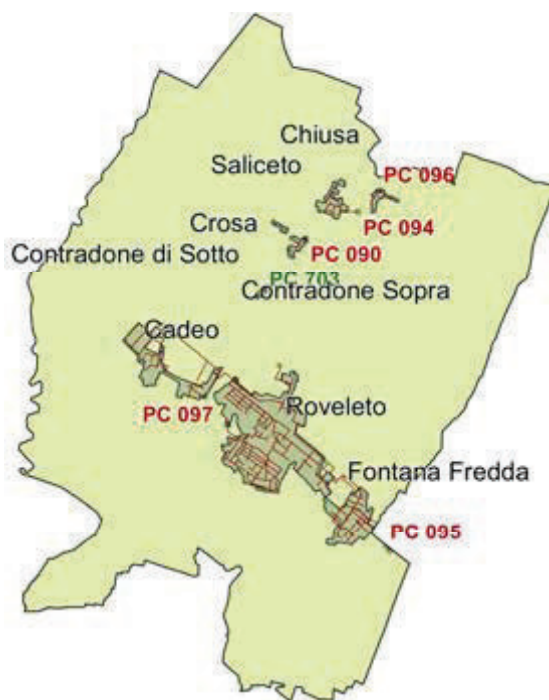 Chiusa
Saliceto
PC 096
Crosa
PC 094
Contradone di Sotto
PC 090
PC 703
Contradone Sopra
Cadeo
Roveleto
PC 097
Fontana Fredda
PC 095